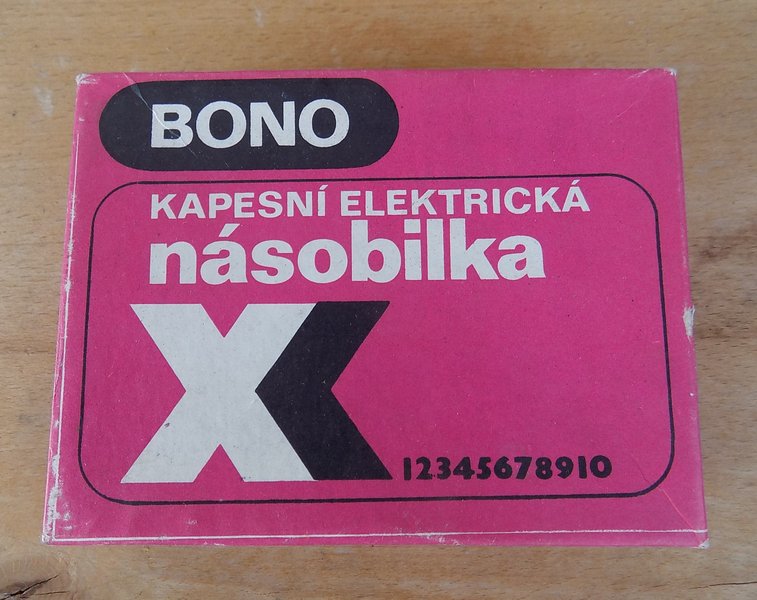 BONO
KAPESNÍ ELEKTRICKÁ
násobilka
X
12345678910